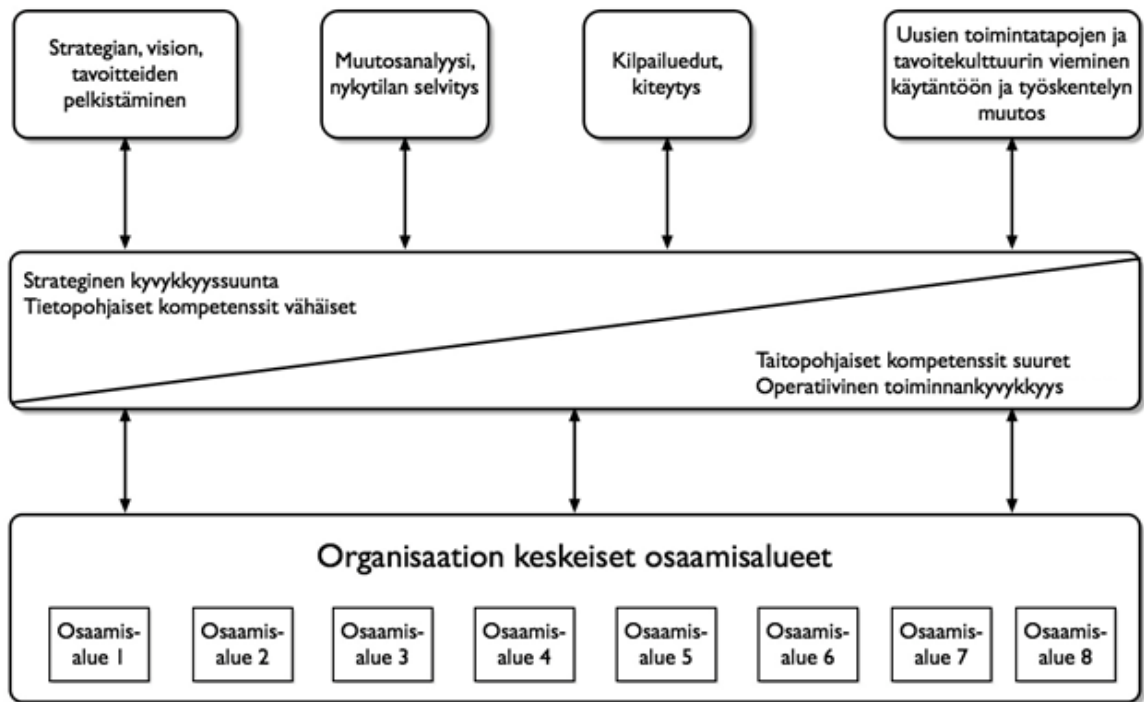 Strategian, vision,
tavoitteiden
pelkistäminen
Muutosanalyysi,
nykytilan selvitys
Kilpailuedut,
kiteytys
Uusien toimintatapojen ja
tavoitekulttuurin vieminen
käytäntöön ja työskentelyn
muutos
Strateginen kyvykkyyssuunta
Tietopohjaiset kompetenssit vähäiset
Taitopohjaiset kompetenssit suuret
Operatiivinen toiminnankyvykkyys
Organisaation keskeiset osaamisalueet
Osaamis-
alue 1
Osaamis-
alue 2
Osaamis-
alue 3
Osaamis-
alue 4
Osaamis-
alue 5
Osaamis-
alue 6
Osaamis-
alue 7
Osaamis-
alue 8